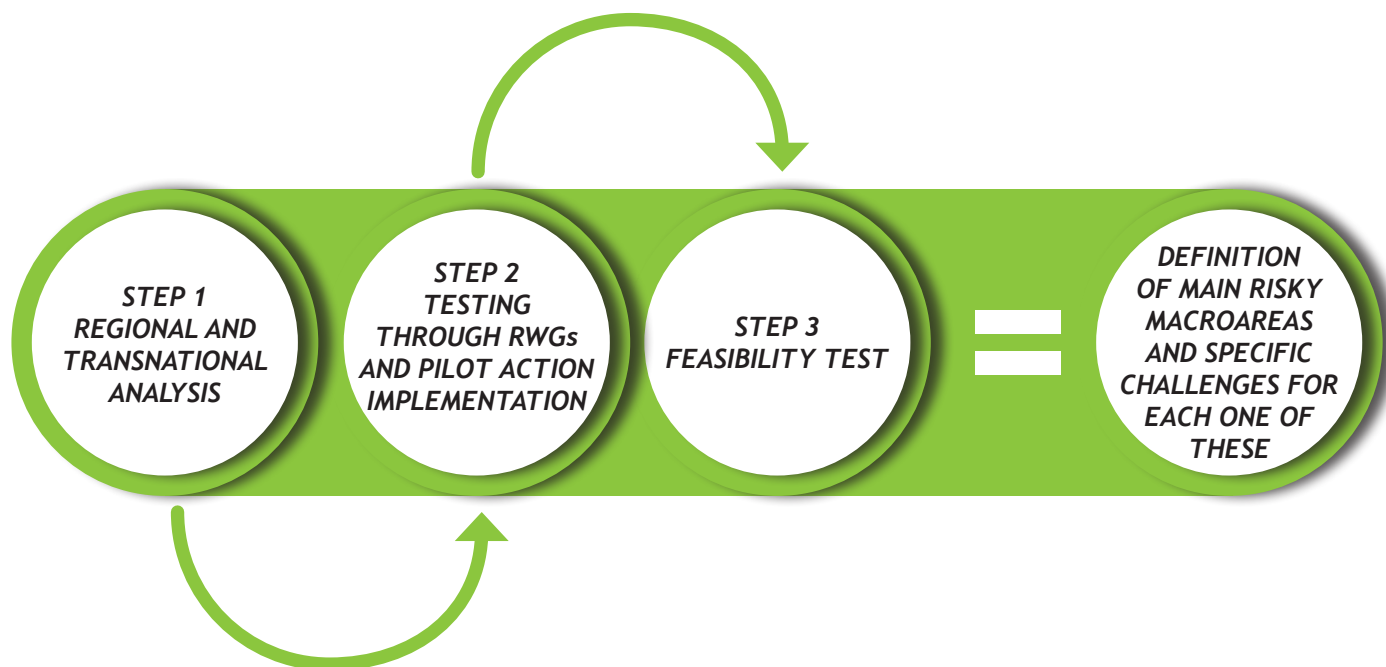 STEP 1
REGIONAL AND
TRANSNATIONAL
ANALYSIS
STEP 2
TESTING
THROUGH RWGs
AND PILOT ACTION
IMPLEMENTATION
STEP 3
FEASIBILITY TEST
DEFINITION
OF MAIN RISKY
MACROAREAS
AND SPECIFIC
CHALLENGES FOR
EACH ONE OF
THESE